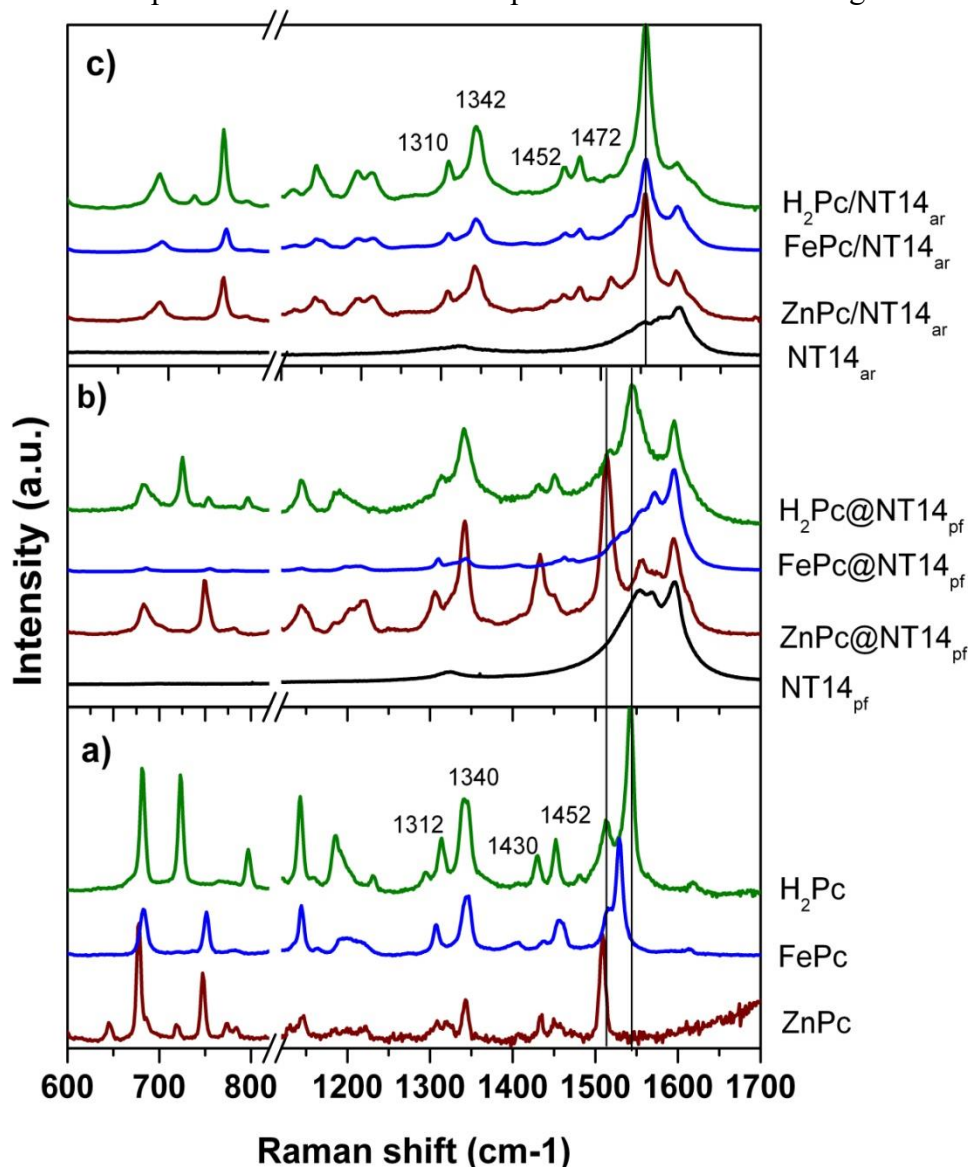 c)
1342
1310
1452
1472
H₂Pc/NT14ar
FePc/NT14ar
ZnPc/NT14ar
NT14ar
b)
H₂Pc@NT14pf
FePc@NT14pf
ZnPc@NT14pf
NT14pf
a)
1340
1312
1430
1452
H₂Pc
FePc
ZnPc
600 700 800 1200 1300 1400 1500 1600 1700
Raman shift (cm-1)
Intensity (a.u.)